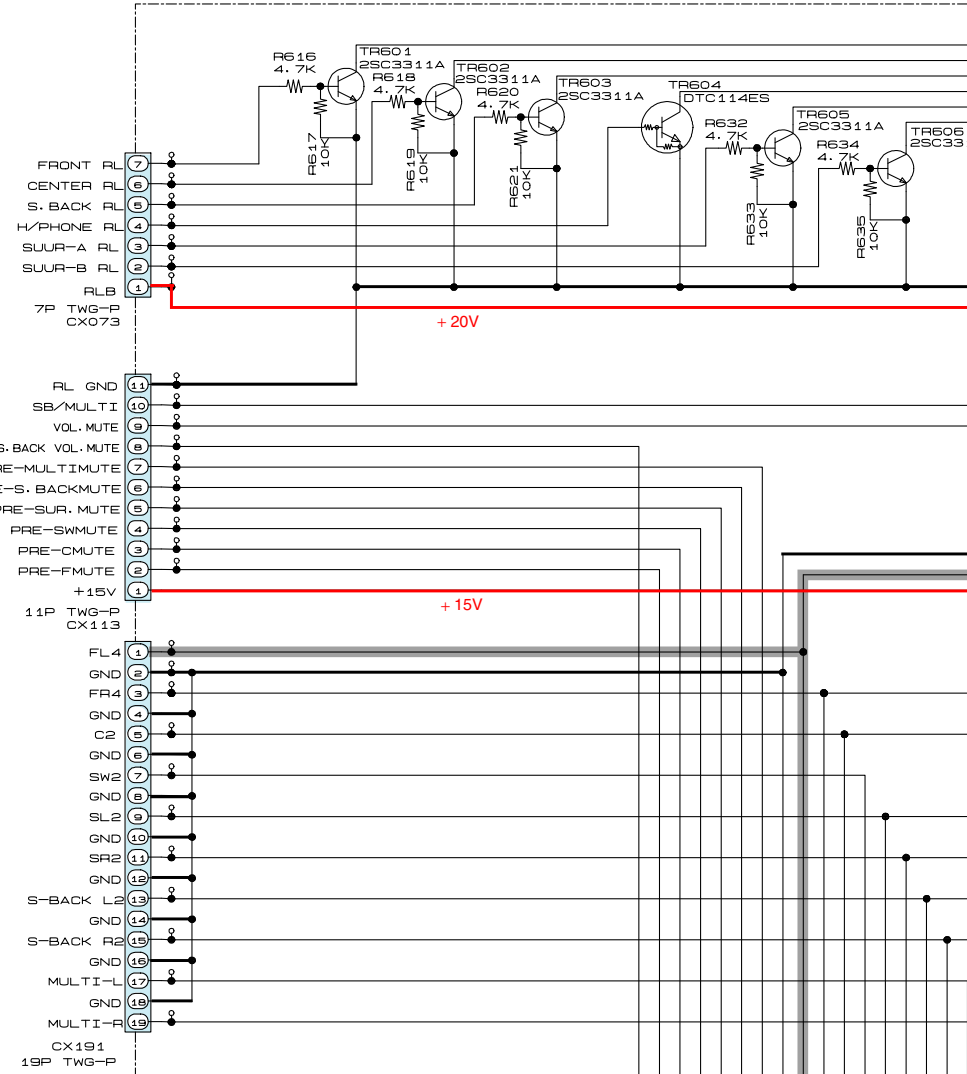 R616
4.7K
TR601
2SC3311A
R617
10K
R618
4.7K
TR602
2SC3311A
R619
10K
R620
4.7K
TR603
2SC3311A
R621
10K
TR604
DTC114ES
R632
4.7K
TR605
2SC3311A
R633
10K
R634
4.7K
TR606
2SC33
R635
10K
FRONT RL 7
CENTER RL 6
S.BACK RL 5
H/PHONE RL 4
SUUR-A RL 3
SUUR-B RL 2
RLB 1
7P TWG-P
CX073
+20V
RL GND 11
SB/MULTI 10
VOL.MUTE 9
S.BACK VOL.MUTE 8
RE-MULTIMUTE 7
E-S.BACKMUTE 6
PRE-SUR.MUTE 5
PRE-SWMUTE 4
PRE-CMUTE 3
PRE-FMUTE 2
+15V 1
11P TWG-P
CX113
+15V
FL4 1
GND 2
FR4 3
GND 4
C2 5
GND 6
SW2 7
GND 8
SL2 9
GND 10
SR2 11
GND 12
S-BACK L2 13
GND 14
S-BACK R2 15
GND 16
MULTI-L 17
GND 18
MULTI-R 19
CX191
19P TWG-P